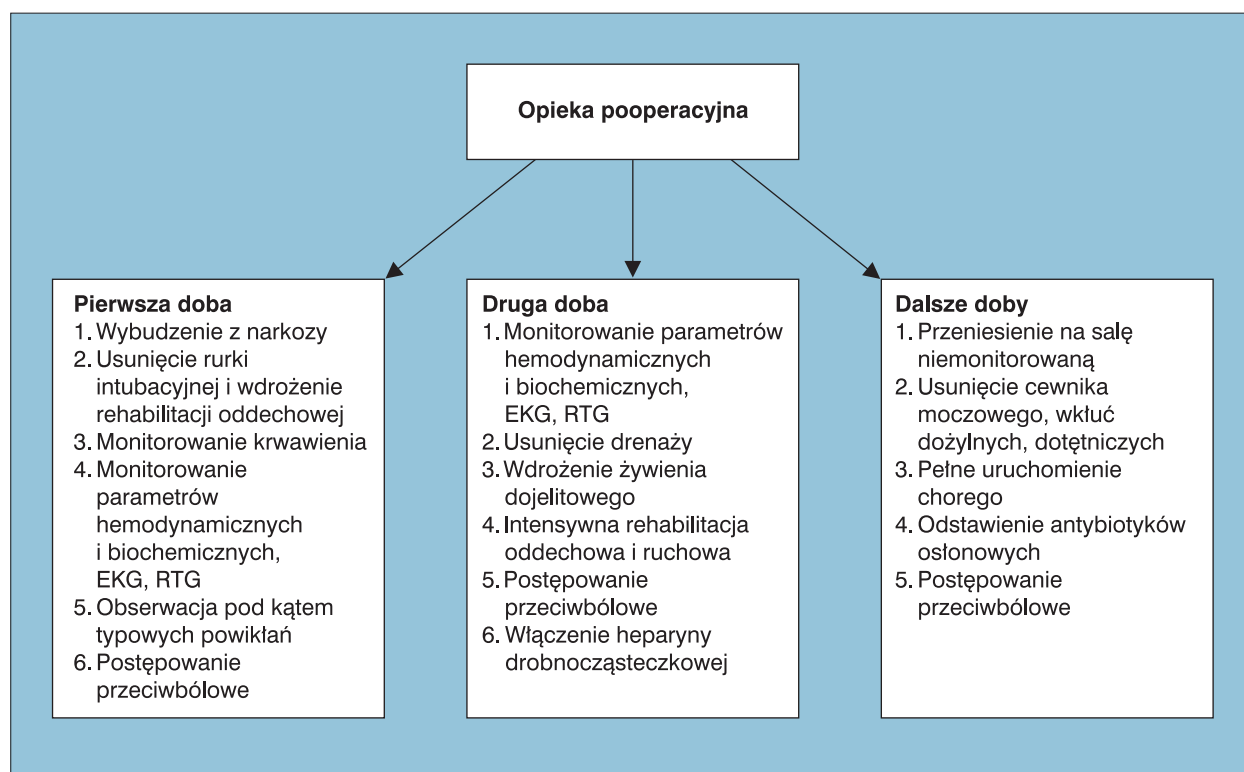 Opieka pooperacyjna
Pierwsza doba
1. Wybudzenie z narkozy
2. Usunięcie rurki
intubacyjnej i wdrożenie
rehabilitacji oddechowej
3. Monitorowanie krwawienia
4. Monitorowanie
parametrów
hemodynamicznych
i biochemicznych,
EKG, RTG
5. Obserwacja pod kątem
typowych powikłań
6. Postępowanie
przeciwbólowe
Druga doba
1. Monitorowanie parametrów
hemodynamicznych
i biochemicznych,
EKG, RTG
2. Usunięcie drenaży
3. Wdrożenie żywienia
dojelitowego
4. Intensywna rehabilitacja
oddechowa i ruchowa
5. Postępowanie
przeciwbólowe
6. Włączenie heparyny
drobnocząsteczkowej
Dalsze doby
1. Przeniesienie na salę
niemonitorowaną
2. Usunięcie cewnika
moczowego, wkłuć
dożylnych, dotętniczych
3. Pełne uruchomienie
chorego
4. Odstawienie antybiotyków
osłonowych
5. Postępowanie
przeciwbólowe